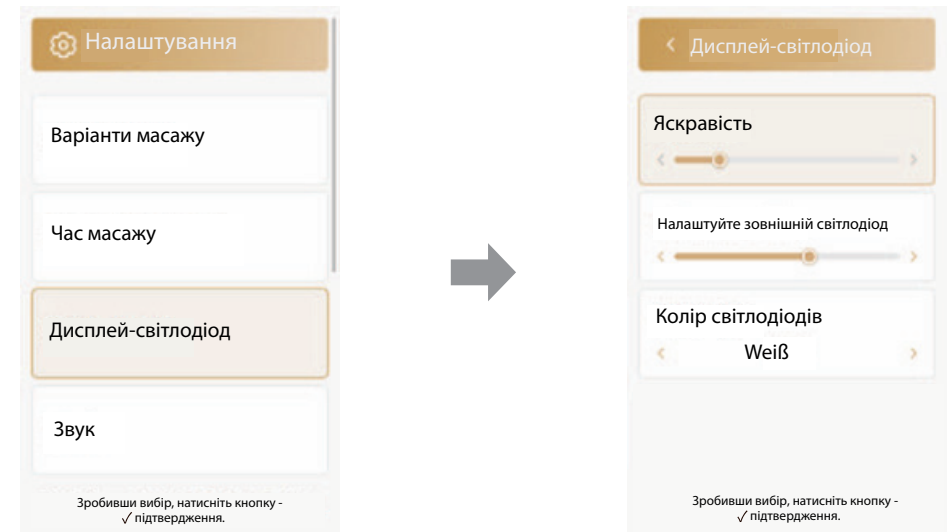 Налаштування
Варіанти масажу
Час масажу
Дисплей-світлодіод
Звук
Зробивши вибір, натисніть кнопку -
✓ підтвердження.
Дисплей-світлодіод
Яскравість
Налаштуйте зовнішній світлодіод
Колір світлодіодів
Weiß
Зробивши вибір, натисніть кнопку -
✓ підтвердження.